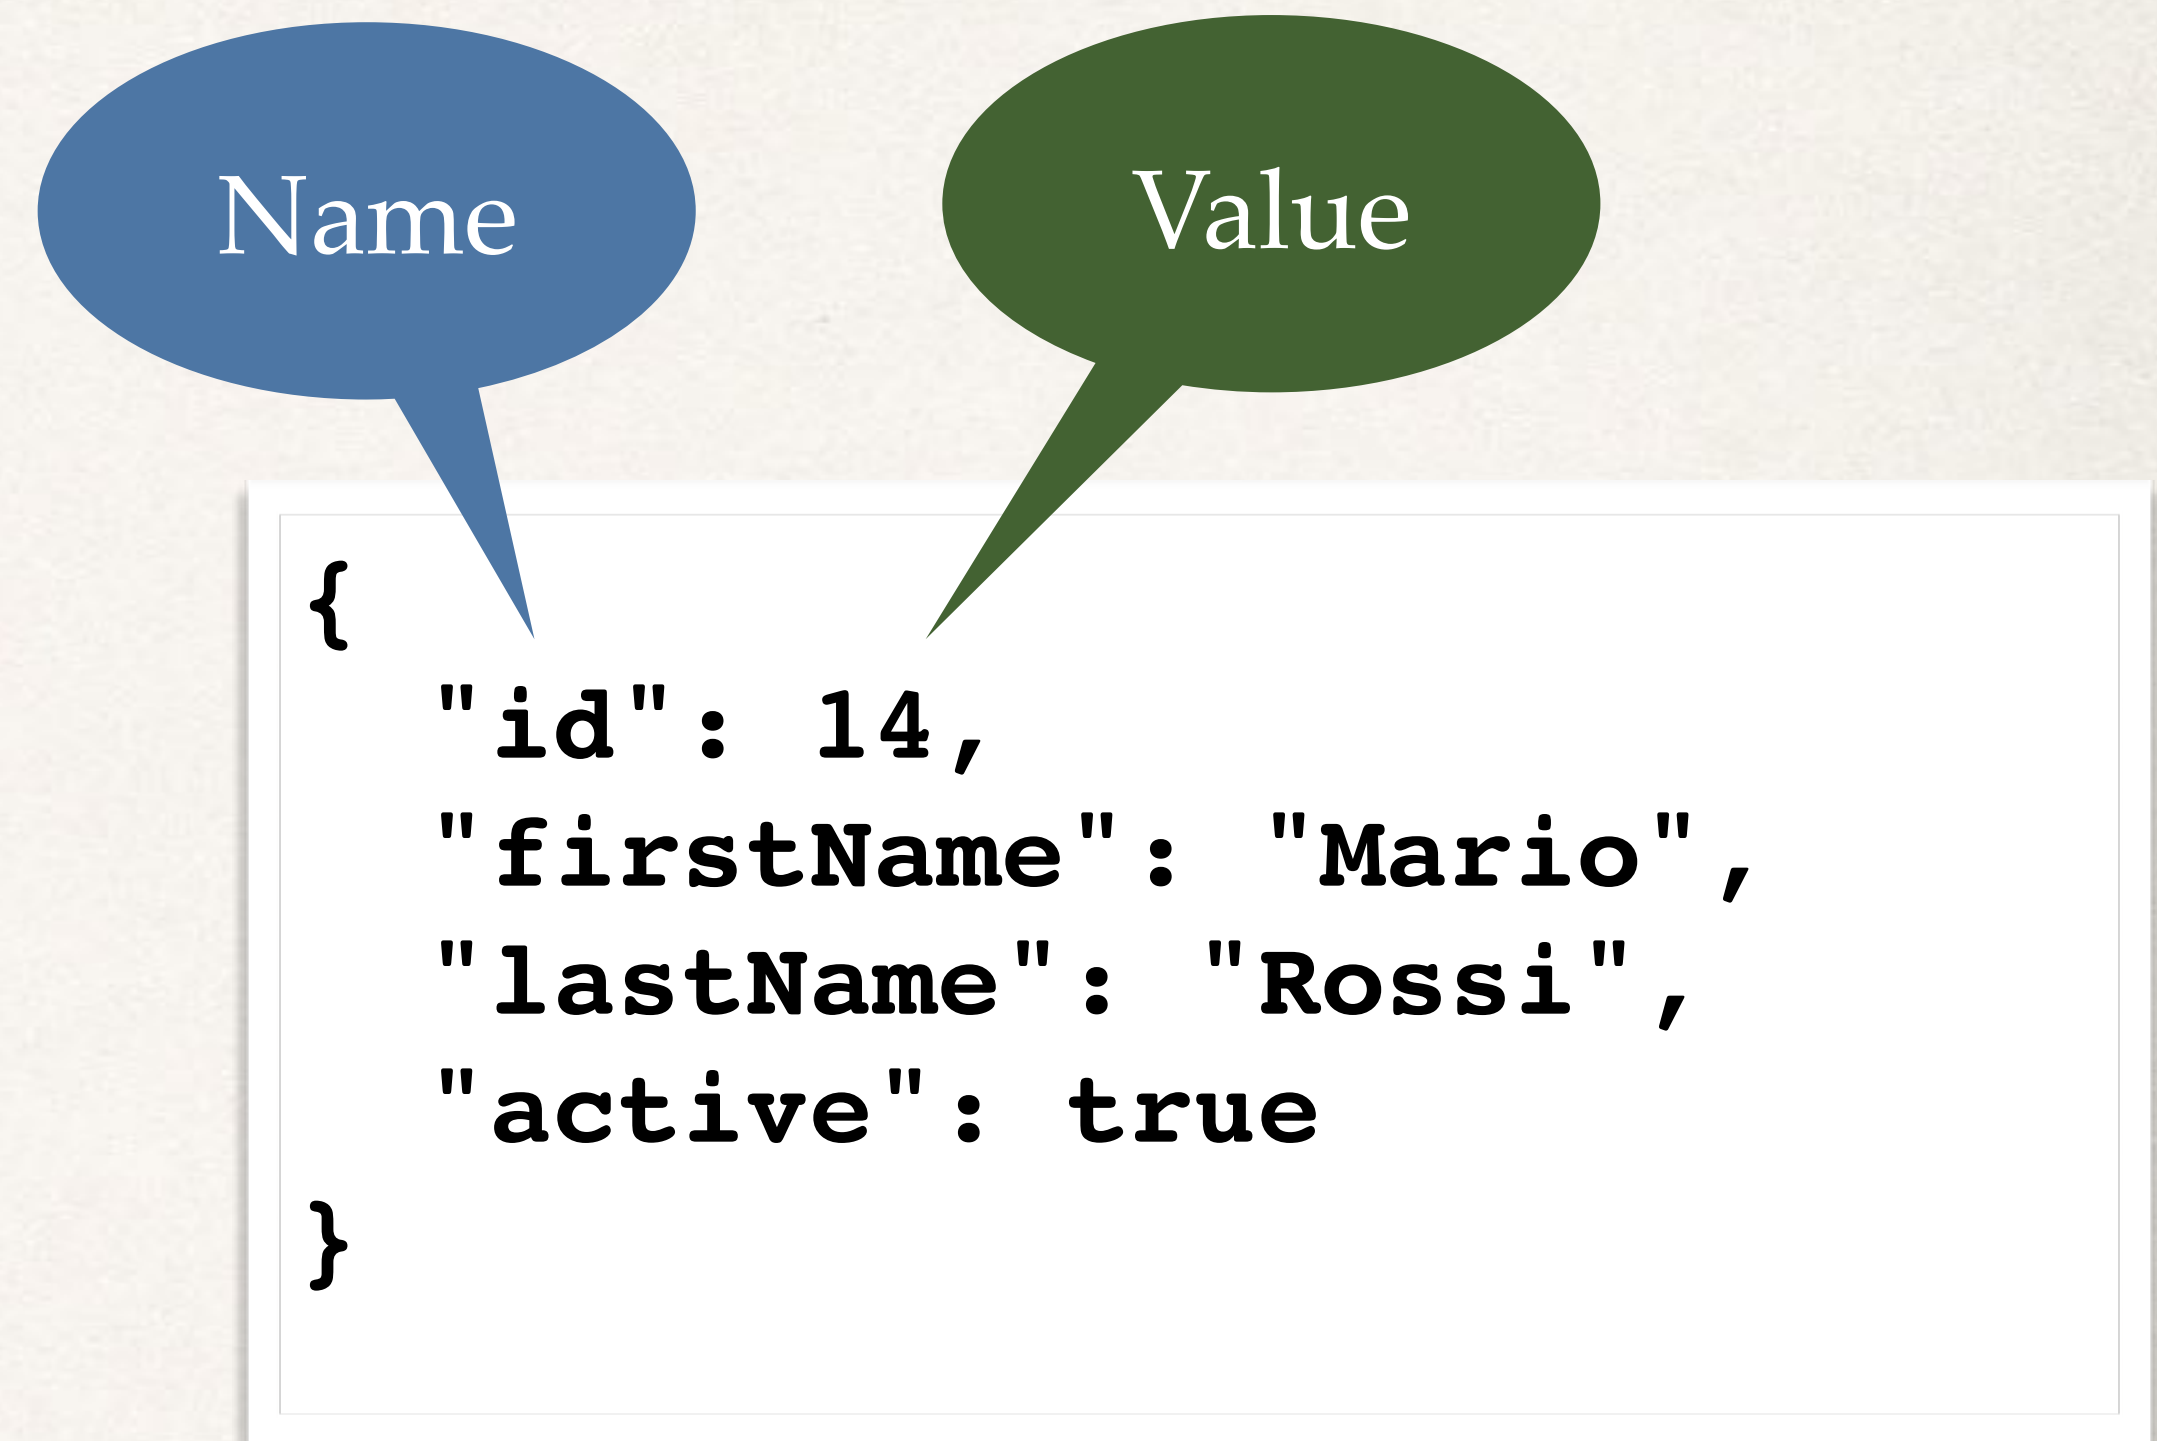 Name
Value
{
"id": 14,
"firstName": "Mario",
"lastName": "Rossi",
"active": true
}